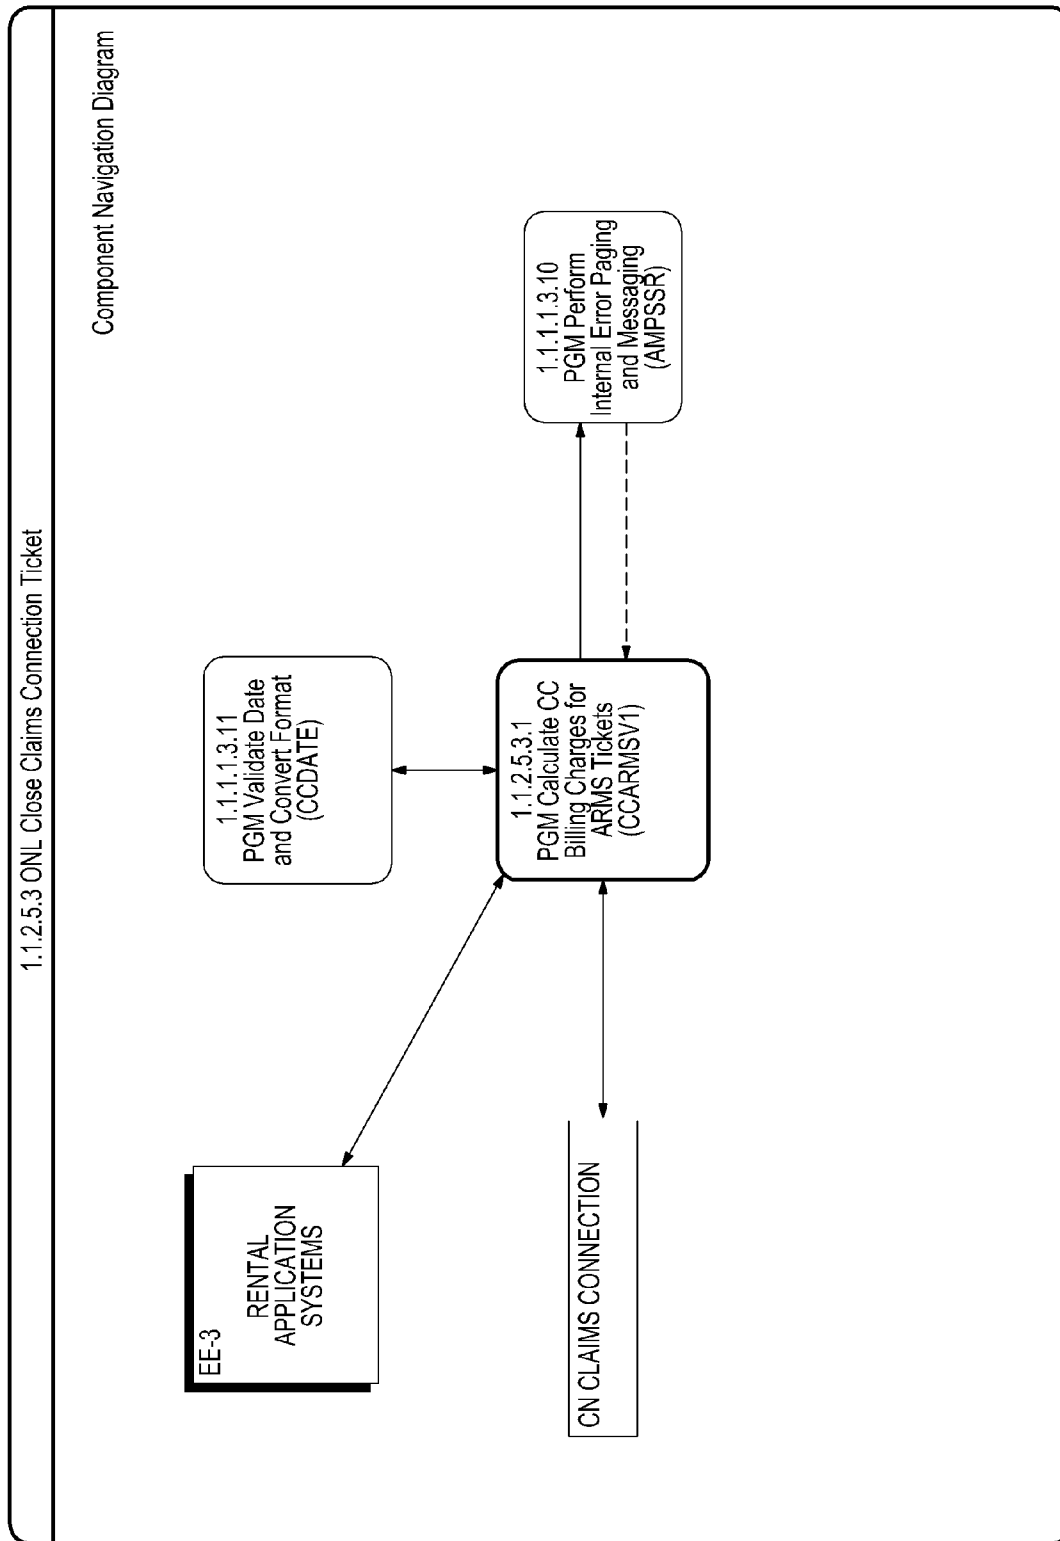 1.1.2.5.3 ONL Close Claims Connection Ticket
Component Navigation Diagram
EE-3
RENTAL
APPLICATION
SYSTEMS
1.1.1.1.3.11
PGM Validate Date
and Convert Format
(CCDATE)
CN CLAIMS CONNECTION
1.1.2.5.3.1
PGM Calculate CC
Billing Charges for
ARMS Tickets
(CCARMSV1)
1.1.1.1.3.10
PGM Perform
Internal Error Paging
and Messaging
(AMPSSR)